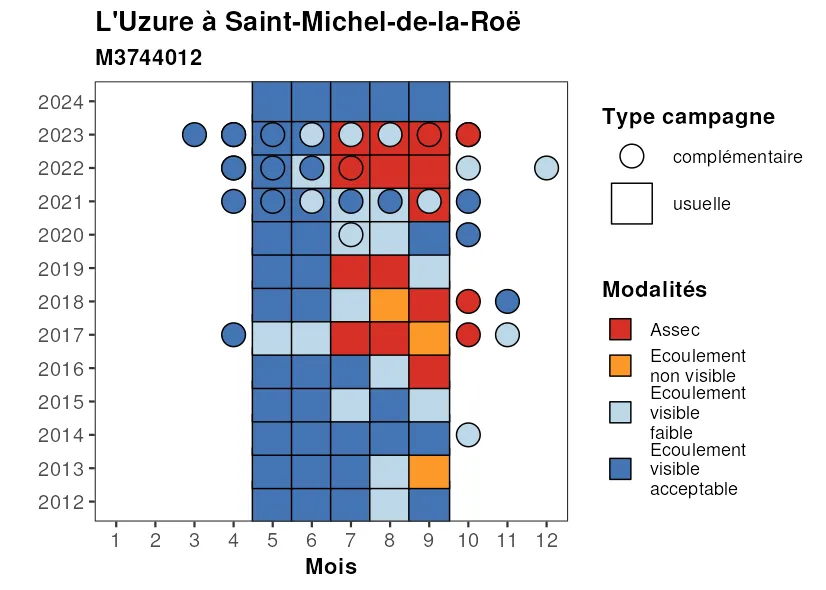 L'Uzure à Saint-Michel-de-la-Roë
M3744012
2024
2023
2022
2021
2020
2019
2018
2017
2016
2015
2014
2013
2012
1 2 3 4 5 6 7 8 9 10 11 12
Mois
Type campagne
complémentaire
usuelle
Modalités
Assec
Ecoulement
non visible
Ecoulement
visible
faible
Ecoulement
visible
acceptable